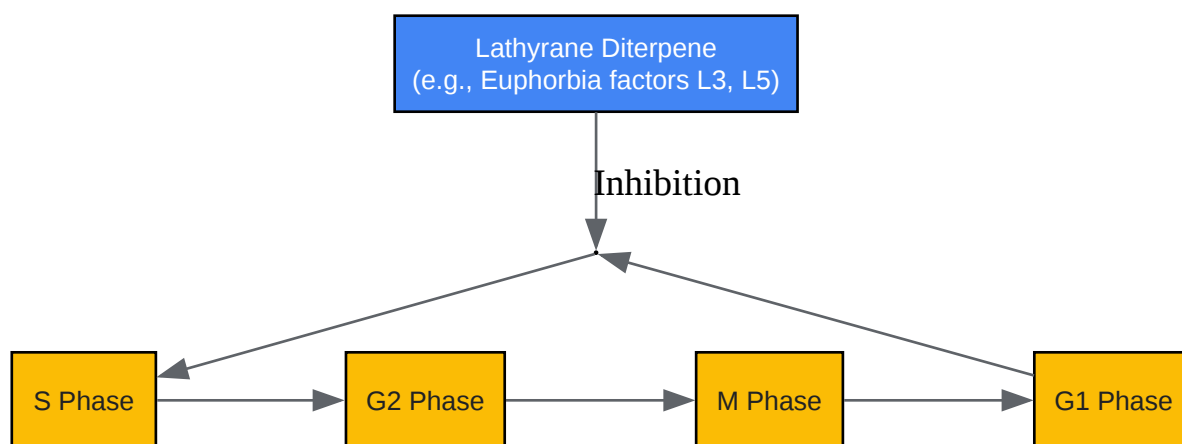 Lathyrane Diterpene
(e.g., Euphorbia factors L3, L5)
Inhibition
S Phase
G2 Phase
M Phase
G1 Phase